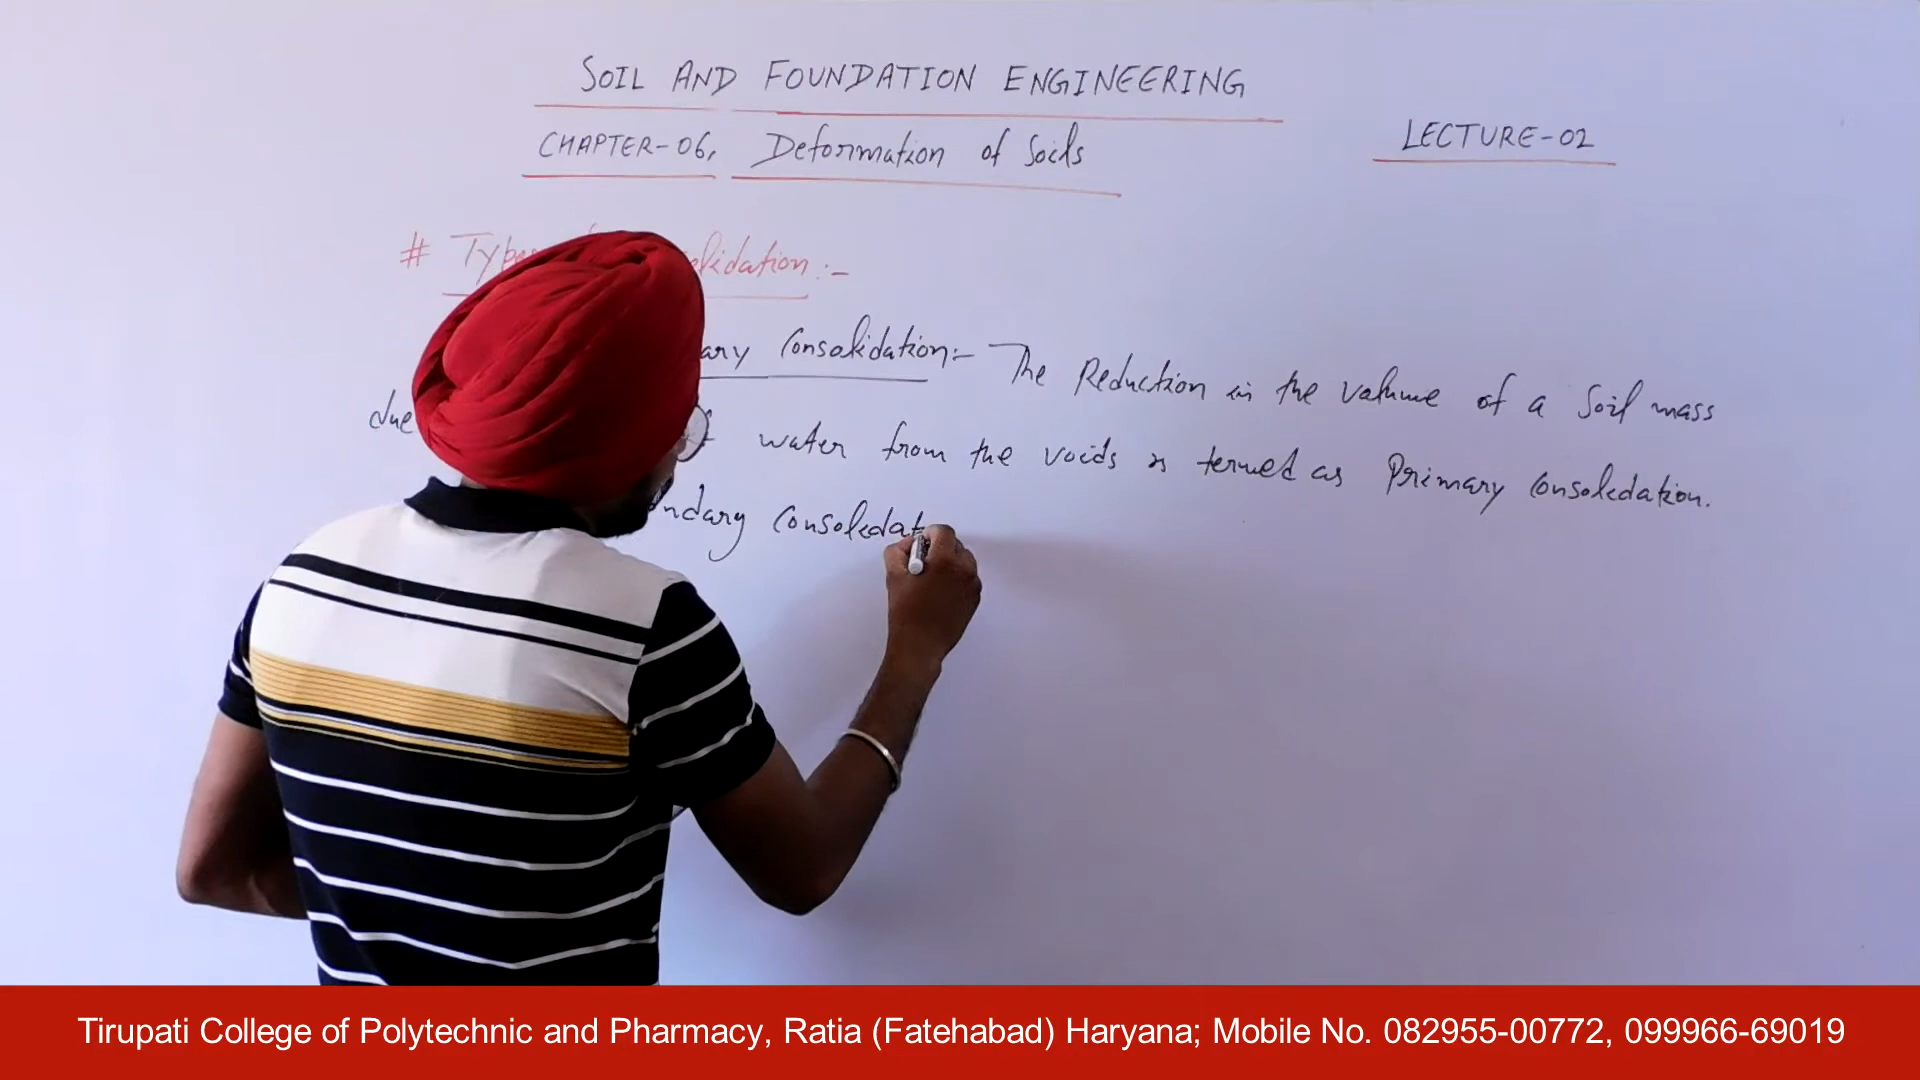 SOIL AND FOUNDATION ENGINEERING
CHAPTER-06, Deformation of Soils
LECTURE-02
# Types lidation :-
ary Consolidation:- The Reduction in the volume of a soil mass
due water from the voids is termed as Primary Consolidation.
ndary Consolidat
Tirupati College of Polytechnic and Pharmacy, Ratia (Fatehabad) Haryana; Mobile No. 082955-00772, 099966-69019